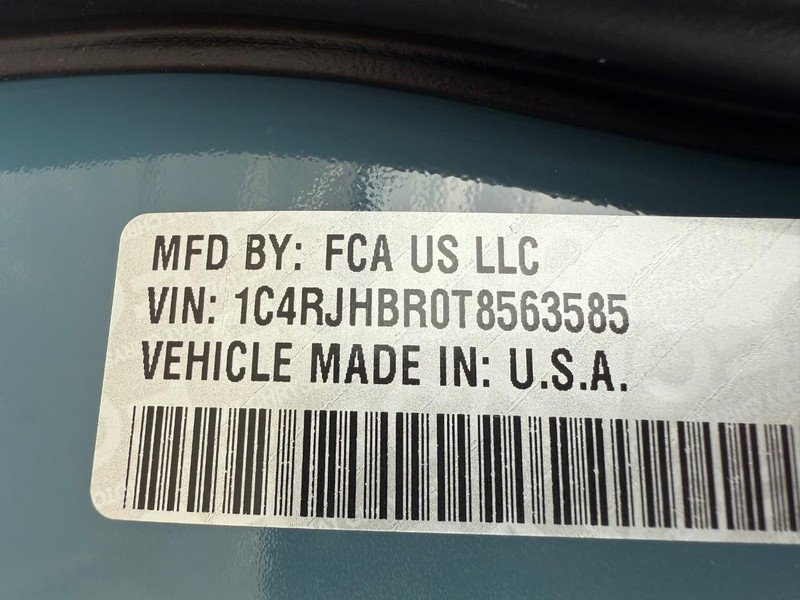 MFD BY: FCA US LLC
VIN: 1C4RJHBR0T8563585
VEHICLE MADE IN: U.S.A.